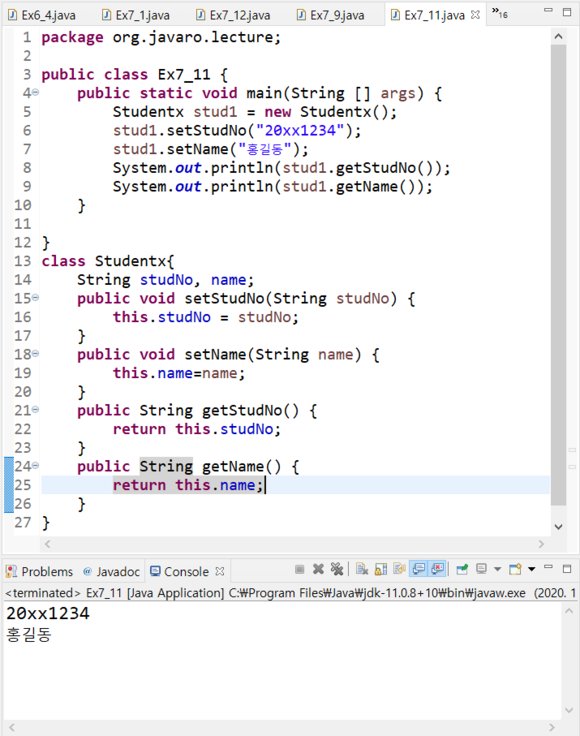 Ex6_4.java Ex7_1.java Ex7_12.java Ex7_9.java Ex7_11.java »16
1 package org.javaro.lecture;
2
3 public class Ex7_11 {
4 public static void main(String [] args) {
5 Studentx stud1 = new Studentx();
6 stud1.setStudNo("20xx1234");
7 stud1.setName("홍길동");
8 System.out.println(stud1.getStudNo());
9 System.out.println(stud1.getName());
10 }
11
12 }
13 class Studentx{
14 String studNo, name;
15 public void setStudNo(String studNo) {
16 this.studNo = studNo;
17 }
18 public void setName(String name) {
19 this.name=name;
20 }
21 public String getStudNo() {
22 return this.studNo;
23 }
24 public String getName() {
25 return this.name;
26 }
27 }
Problems @ Javadoc Console
<terminated> Ex7_11 [Java Application] C:₩Program Files₩Java₩jdk-11.0.8+10₩bin₩javaw.exe (2020. 1
20xx1234
홍길동